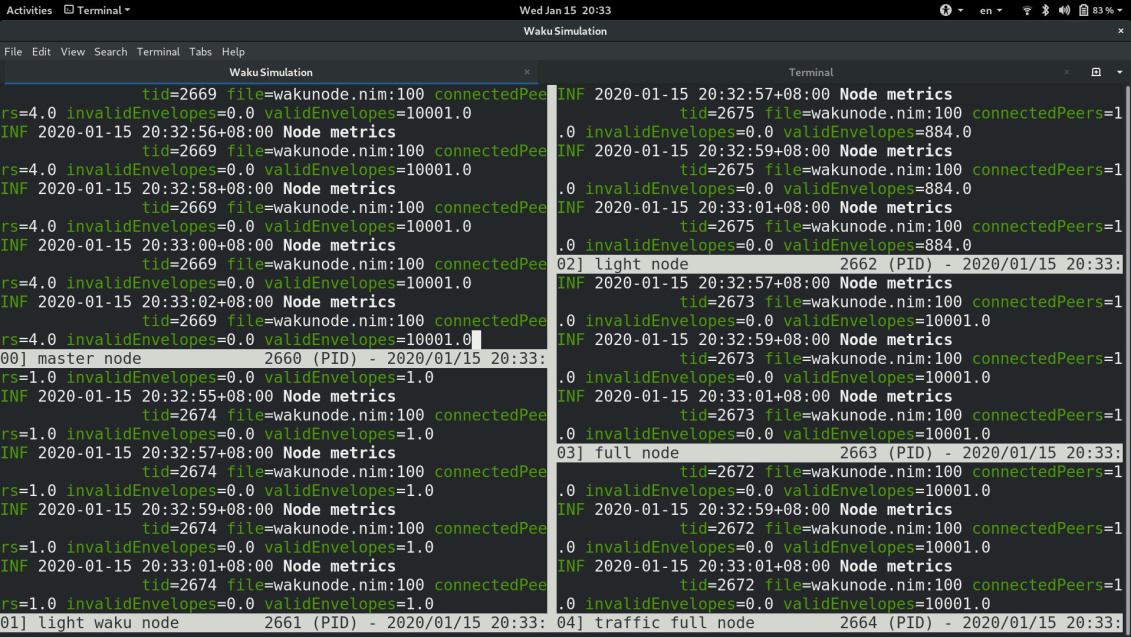 Activities Terminal Wed Jan 15 20:33 en 83 %
Waku Simulation ×
File Edit View Search Terminal Tabs Help
Waku Simulation × Terminal ×
tid=2669 file=wakunode.nim:100 connectedPee
rs=4.0 invalidEnvelopes=0.0 validEnvelopes=10001.0
INF 2020-01-15 20:32:56+08:00 Node metrics
tid=2669 file=wakunode.nim:100 connectedPee
rs=4.0 invalidEnvelopes=0.0 validEnvelopes=10001.0
INF 2020-01-15 20:32:58+08:00 Node metrics
tid=2669 file=wakunode.nim:100 connectedPee
rs=4.0 invalidEnvelopes=0.0 validEnvelopes=10001.0
INF 2020-01-15 20:33:00+08:00 Node metrics
tid=2669 file=wakunode.nim:100 connectedPee
rs=4.0 invalidEnvelopes=0.0 validEnvelopes=10001.0
INF 2020-01-15 20:33:02+08:00 Node metrics
tid=2669 file=wakunode.nim:100 connectedPee
rs=4.0 invalidEnvelopes=0.0 validEnvelopes=10001.0
00] master node 2660 (PID) - 2020/01/15 20:33:
rs=1.0 invalidEnvelopes=0.0 validEnvelopes=1.0
INF 2020-01-15 20:32:55+08:00 Node metrics
tid=2674 file=wakunode.nim:100 connectedPee
rs=1.0 invalidEnvelopes=0.0 validEnvelopes=1.0
INF 2020-01-15 20:32:57+08:00 Node metrics
tid=2674 file=wakunode.nim:100 connectedPee
rs=1.0 invalidEnvelopes=0.0 validEnvelopes=1.0
INF 2020-01-15 20:32:59+08:00 Node metrics
tid=2674 file=wakunode.nim:100 connectedPee
rs=1.0 invalidEnvelopes=0.0 validEnvelopes=1.0
INF 2020-01-15 20:33:01+08:00 Node metrics
tid=2674 file=wakunode.nim:100 connectedPee
rs=1.0 invalidEnvelopes=0.0 validEnvelopes=1.0
01] light waku node 2661 (PID) - 2020/01/15 20:33:
INF 2020-01-15 20:32:57+08:00 Node metrics
tid=2675 file=wakunode.nim:100 connectedPeers=1
.0 invalidEnvelopes=0.0 validEnvelopes=884.0
INF 2020-01-15 20:32:59+08:00 Node metrics
tid=2675 file=wakunode.nim:100 connectedPeers=1
.0 invalidEnvelopes=0.0 validEnvelopes=884.0
INF 2020-01-15 20:33:01+08:00 Node metrics
tid=2675 file=wakunode.nim:100 connectedPeers=1
.0 invalidEnvelopes=0.0 validEnvelopes=884.0
02] light node 2662 (PID) - 2020/01/15 20:33:
INF 2020-01-15 20:32:57+08:00 Node metrics
tid=2673 file=wakunode.nim:100 connectedPeers=1
.0 invalidEnvelopes=0.0 validEnvelopes=10001.0
INF 2020-01-15 20:32:59+08:00 Node metrics
tid=2673 file=wakunode.nim:100 connectedPeers=1
.0 invalidEnvelopes=0.0 validEnvelopes=10001.0
INF 2020-01-15 20:33:01+08:00 Node metrics
tid=2673 file=wakunode.nim:100 connectedPeers=1
.0 invalidEnvelopes=0.0 validEnvelopes=10001.0
03] full node 2663 (PID) - 2020/01/15 20:33:
tid=2672 file=wakunode.nim:100 connectedPeers=1
.0 invalidEnvelopes=0.0 validEnvelopes=10001.0
INF 2020-01-15 20:32:59+08:00 Node metrics
tid=2672 file=wakunode.nim:100 connectedPeers=1
.0 invalidEnvelopes=0.0 validEnvelopes=10001.0
INF 2020-01-15 20:33:01+08:00 Node metrics
tid=2672 file=wakunode.nim:100 connectedPeers=1
.0 invalidEnvelopes=0.0 validEnvelopes=10001.0
04] traffic full node 2664 (PID) - 2020/01/15 20:33: